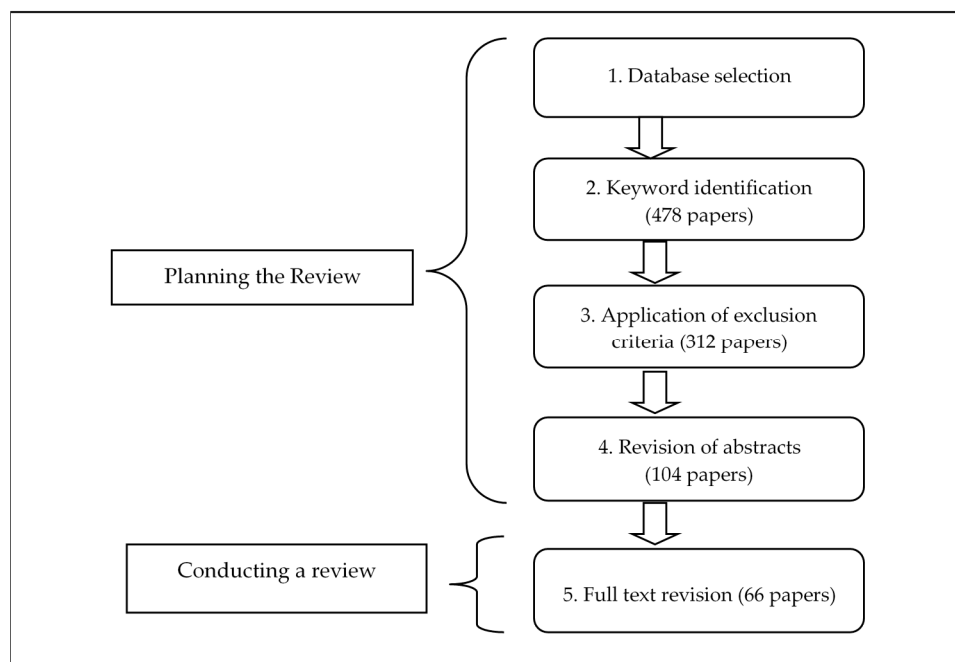 1. Database selection
2. Keyword identification
(478 papers)
Planning the Review
3. Application of exclusion
criteria (312 papers)
4. Revision of abstracts
(104 papers)
Conducting a review
5. Full text revision (66 papers)